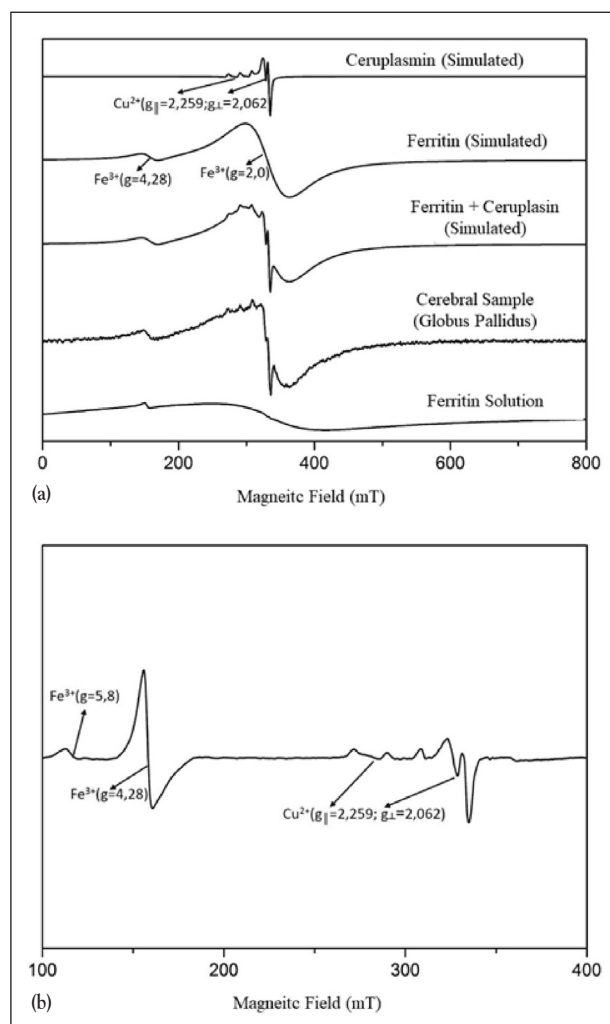 Ceruplasmin (Simulated)
Cu²⁺(g∥=2,259;g⊥=2,062
Ferritin (Simulated)
Fe³⁺(g=4,28)
Fe³⁺(g=2,0)
Ferritin + Ceruplasin
(Simulated)
Cerebral Sample
(Globus Pallidus)
Ferritin Solution
0 200 400 600 800
(a)
Magneitc Field (mT)
Fe³⁺(g=5,8)
Fe³⁺(g=4,28)
Cu²⁺(g∥=2,259; g⊥=2,062)
100 200 300 400
(b)
Magneitc Field (mT)